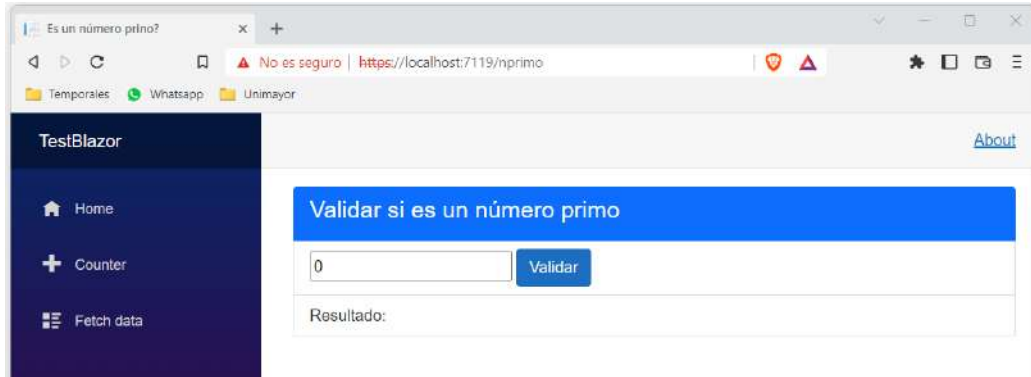 Es un número primo?
No es seguro | https://localhost:7119/nprimo
Temporales Whatsapp Unimayor
TestBlazor
About
Home
Counter
Fetch data
Validar si es un número primo
0 Validar
Resultado: